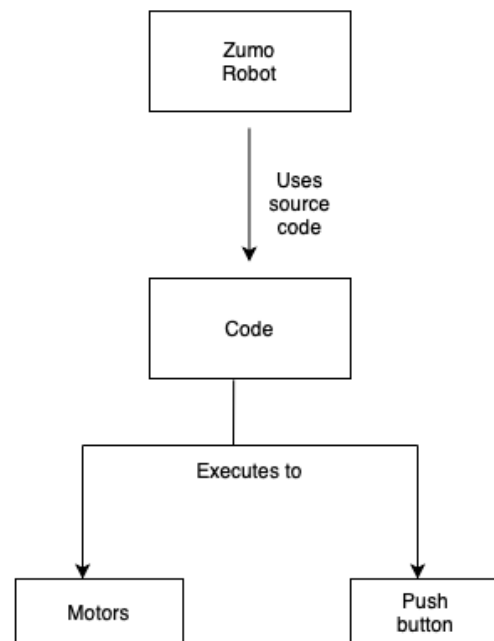 Zumo
Robot
Uses
source
code
Code
Executes to
Motors
Push
button